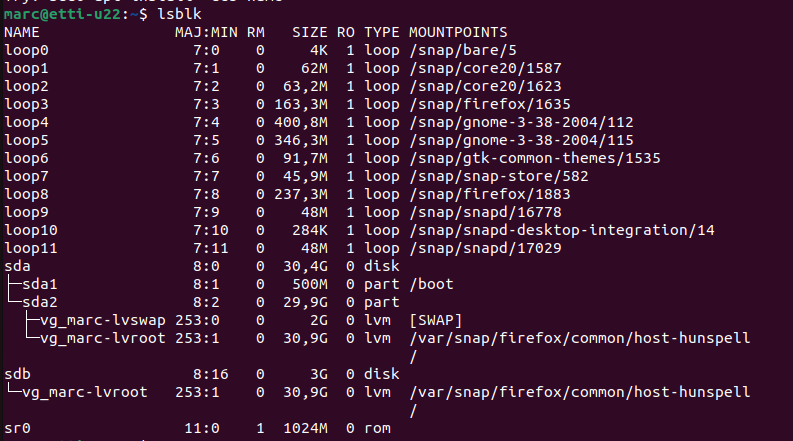 marc@etti-u22:~$ lsblk
NAME                MAJ:MIN RM   SIZE RO TYPE MOUNTPOINTS
loop0                 7:0    0     4K  1 loop /snap/bare/5
loop1                 7:1    0    62M  1 loop /snap/core20/1587
loop2                 7:2    0  63,2M  1 loop /snap/core20/1623
loop3                 7:3    0 163,3M  1 loop /snap/firefox/1635
loop4                 7:4    0 400,8M  1 loop /snap/gnome-3-38-2004/112
loop5                 7:5    0 346,3M  1 loop /snap/gnome-3-38-2004/115
loop6                 7:6    0  91,7M  1 loop /snap/gtk-common-themes/1535
loop7                 7:7    0  45,9M  1 loop /snap/snap-store/582
loop8                 7:8    0 237,3M  1 loop /snap/firefox/1883
loop9                 7:9    0    48M  1 loop /snap/snapd/16778
loop10                7:10   0   284K  1 loop /snap/snapd-desktop-integration/14
loop11                7:11   0    48M  1 loop /snap/snapd/17029
sda                   8:0    0  30,4G  0 disk
├─sda1                8:1    0   500M  0 part /boot
└─sda2                8:2    0  29,9G  0 part
  ├─vg_marc-lvswap 253:0    0     2G  0 lvm  [SWAP]
  └─vg_marc-lvroot 253:1    0  30,9G  0 lvm  /var/snap/firefox/common/host-hunspell
                                             /
sdb                   8:16   0     3G  0 disk
└─vg_marc-lvroot   253:1    0  30,9G  0 lvm  /var/snap/firefox/common/host-hunspell
                                             /
sr0                  11:0    1  1024M  0 rom